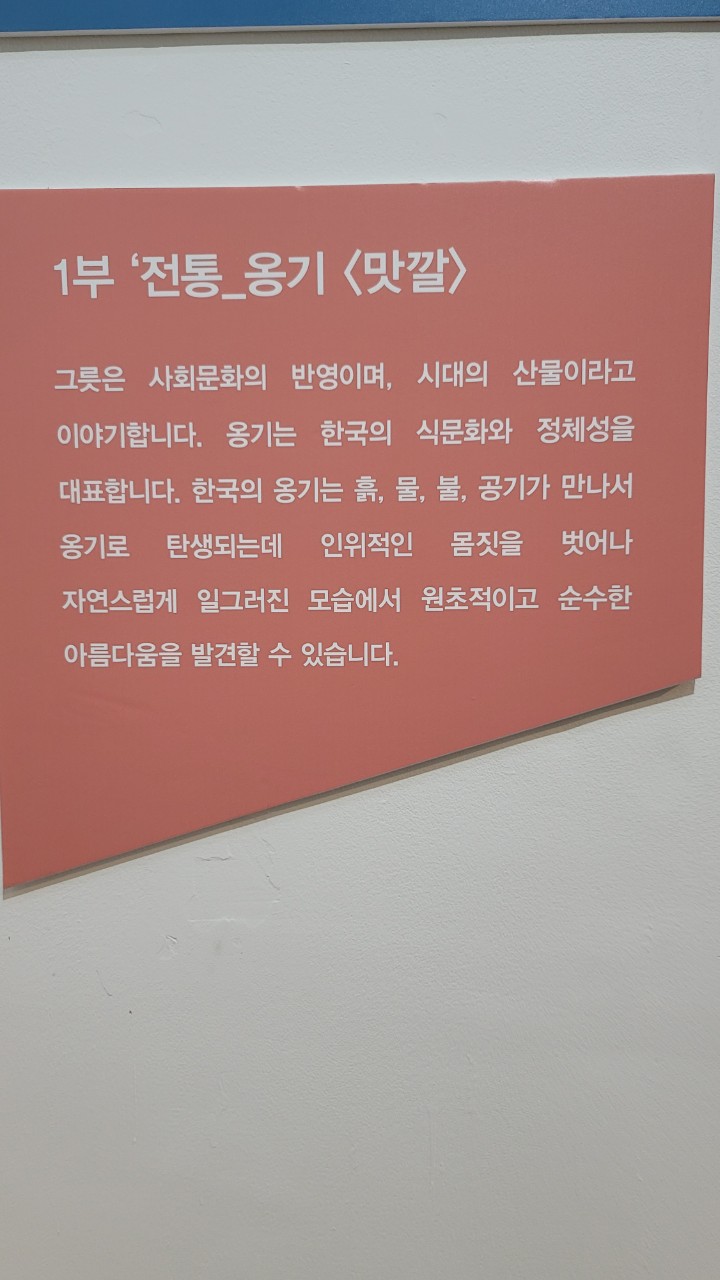 1부 ‘전통_옹기 〈맛깔〉
그릇은 사회문화의 반영이며, 시대의 산물이라고
이야기합니다. 옹기는 한국의 식문화와 정체성을
대표합니다. 한국의 옹기는 흙, 물, 불, 공기가 만나서
옹기로 탄생되는데 인위적인 몸짓을 벗어나
자연스럽게 일그러진 모습에서 원초적이고 순수한
아름다움을 발견할 수 있습니다.